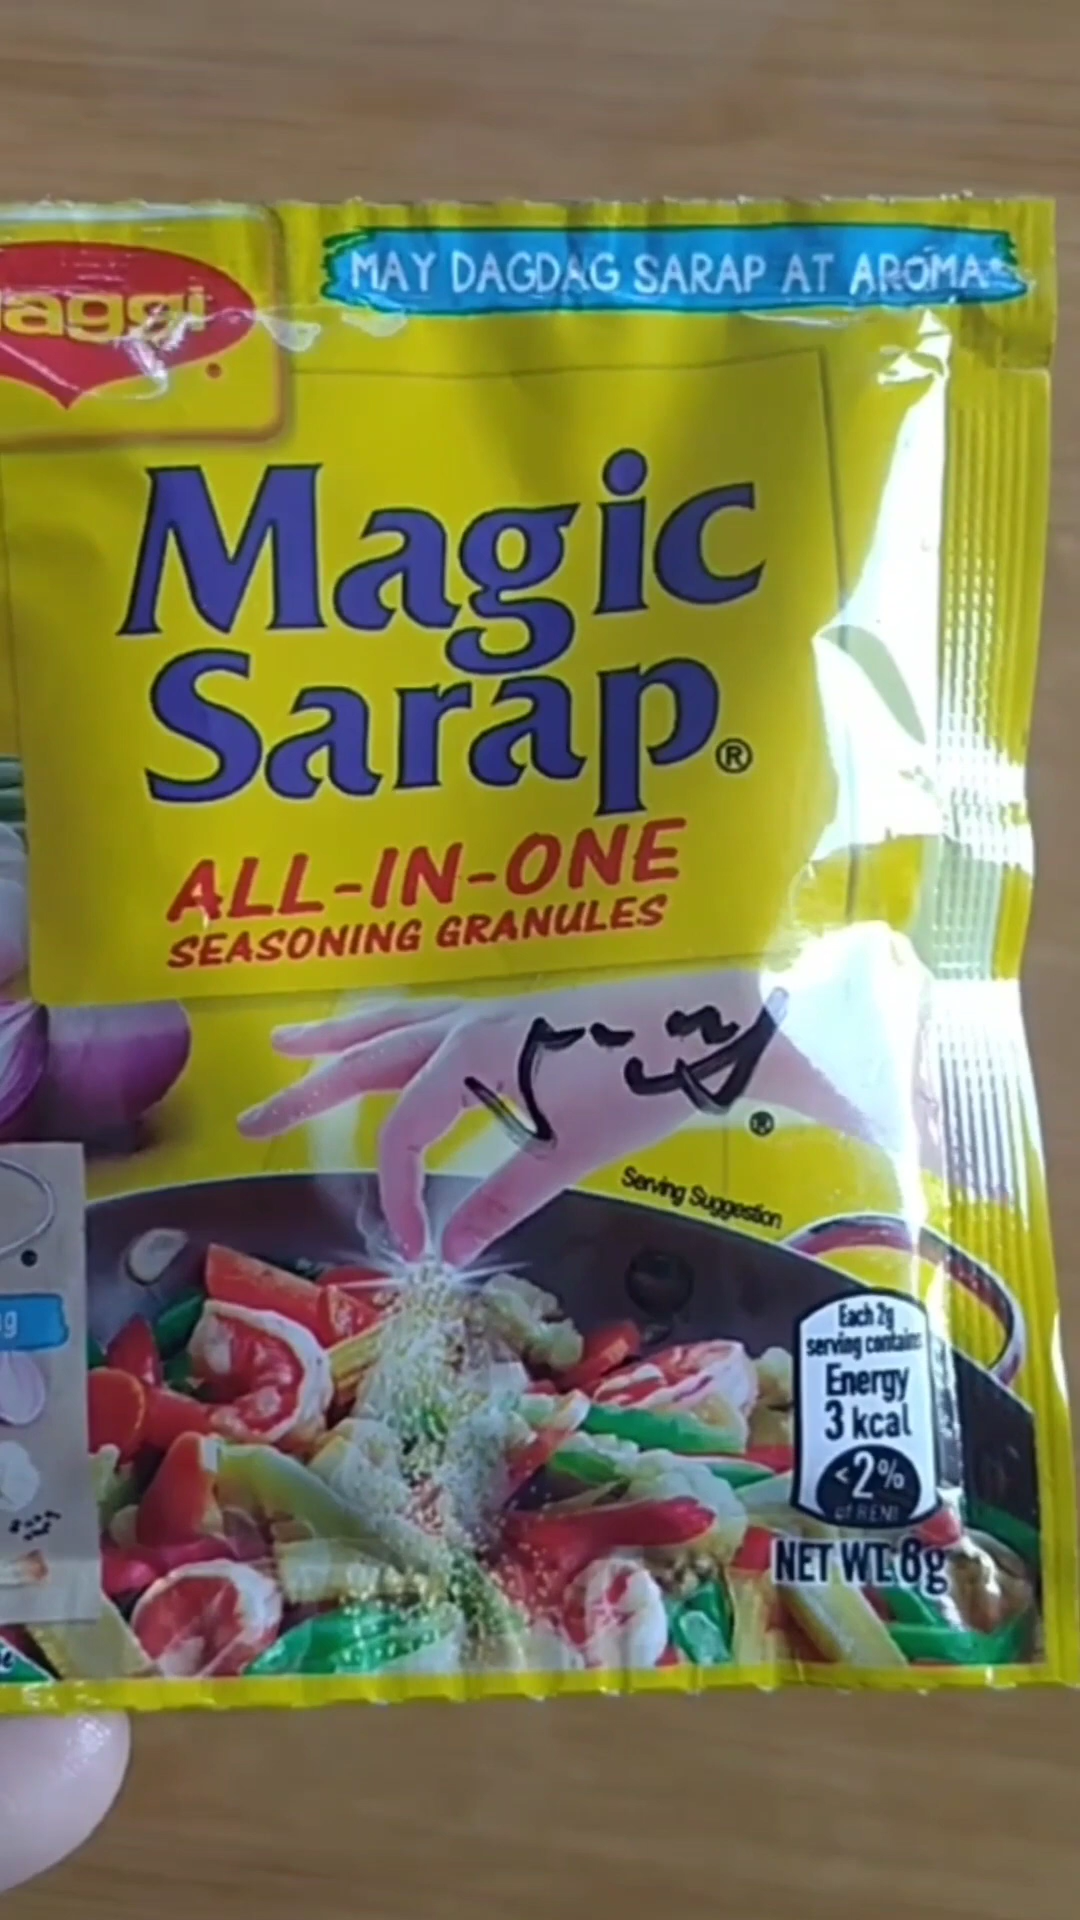 MAY DAGDAG SARAP AT AROMA
aggi
Magic
Sarap®
ALL-IN-ONE
SEASONING GRANULES
®
Serving Suggestion
Each 2g
serving contains
Energy
3 kcal
<2%
of RENI
NET WT. 8g